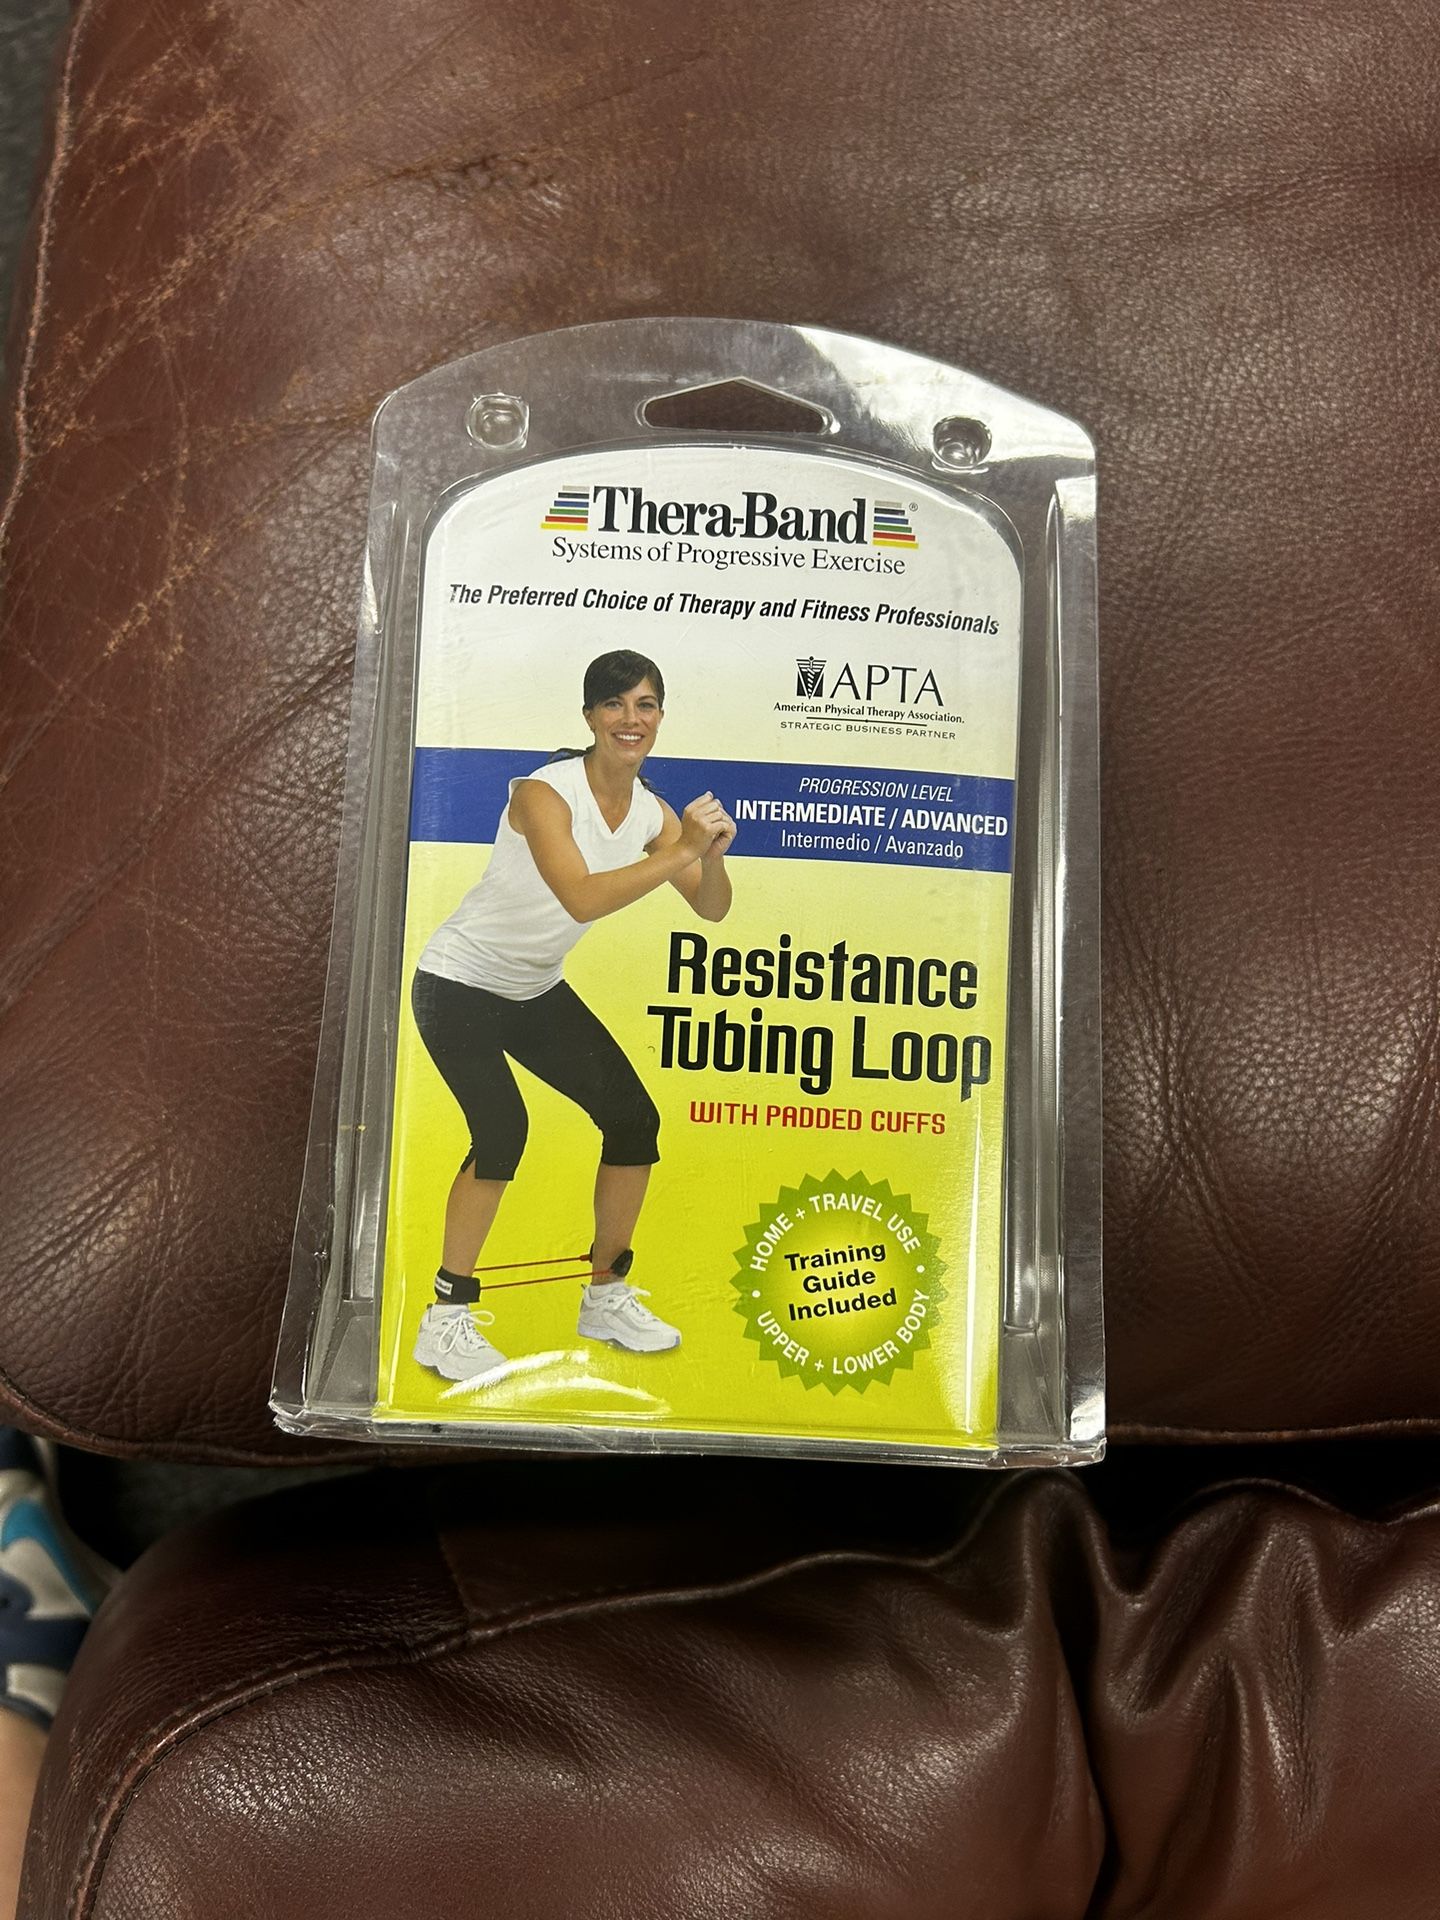 Thera-Band®
Systems of Progressive Exercise
The Preferred Choice of Therapy and Fitness Professionals
APTA
American Physical Therapy Association.
STRATEGIC BUSINESS PARTNER
PROGRESSION LEVEL
INTERMEDIATE / ADVANCED
Intermedio / Avanzado
Resistance
Tubing Loop
WITH PADDED CUFFS
HOME + TRAVEL USE
Training
Guide
Included
UPPER + LOWER BODY